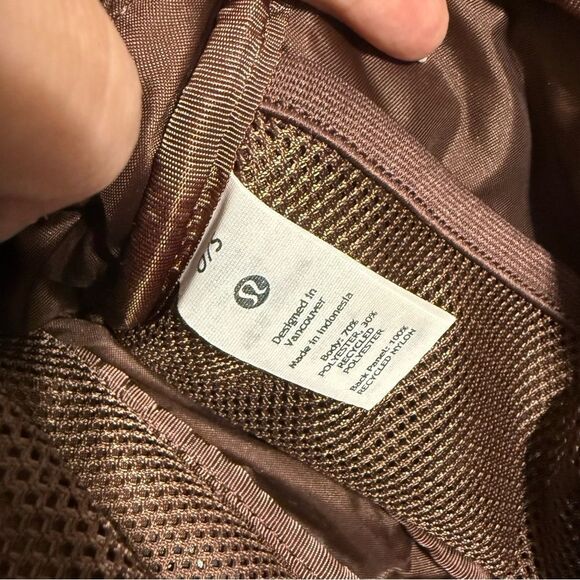 O/S
Designed in
Vancouver
Made in Indonesia
Body: 70%
POLYESTER, 30%
RECYCLED
POLYESTER
Back Panel: 100%
RECYCLED NYLON